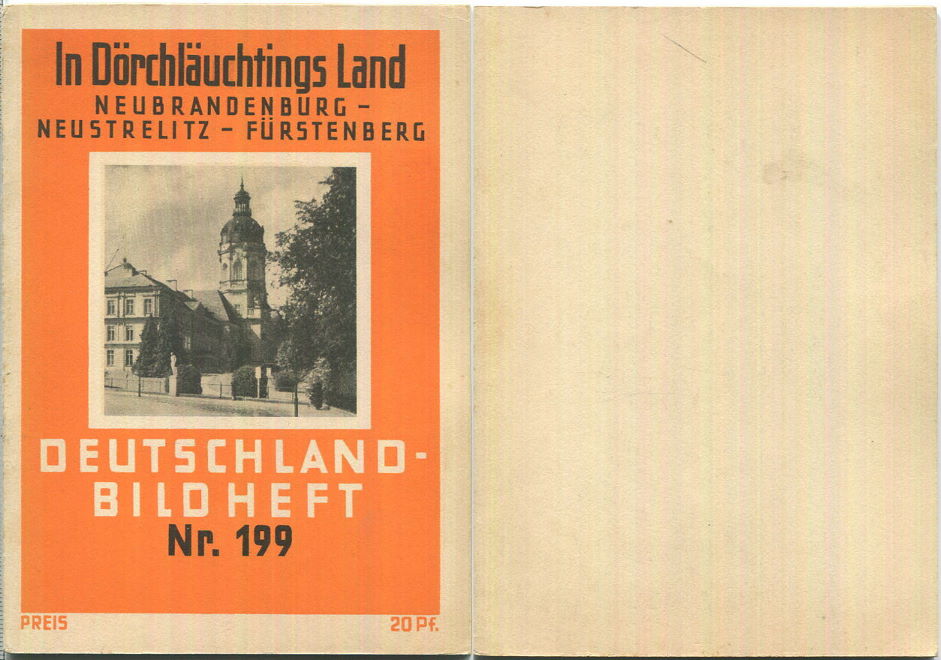 In Dörchläuchtings Land
NEUBRANDENBURG –
NEUSTRELITZ – FÜRSTENBERG
DEUTSCHLAND-
BILDHEFT
Nr. 199
PREIS 20 Pf.